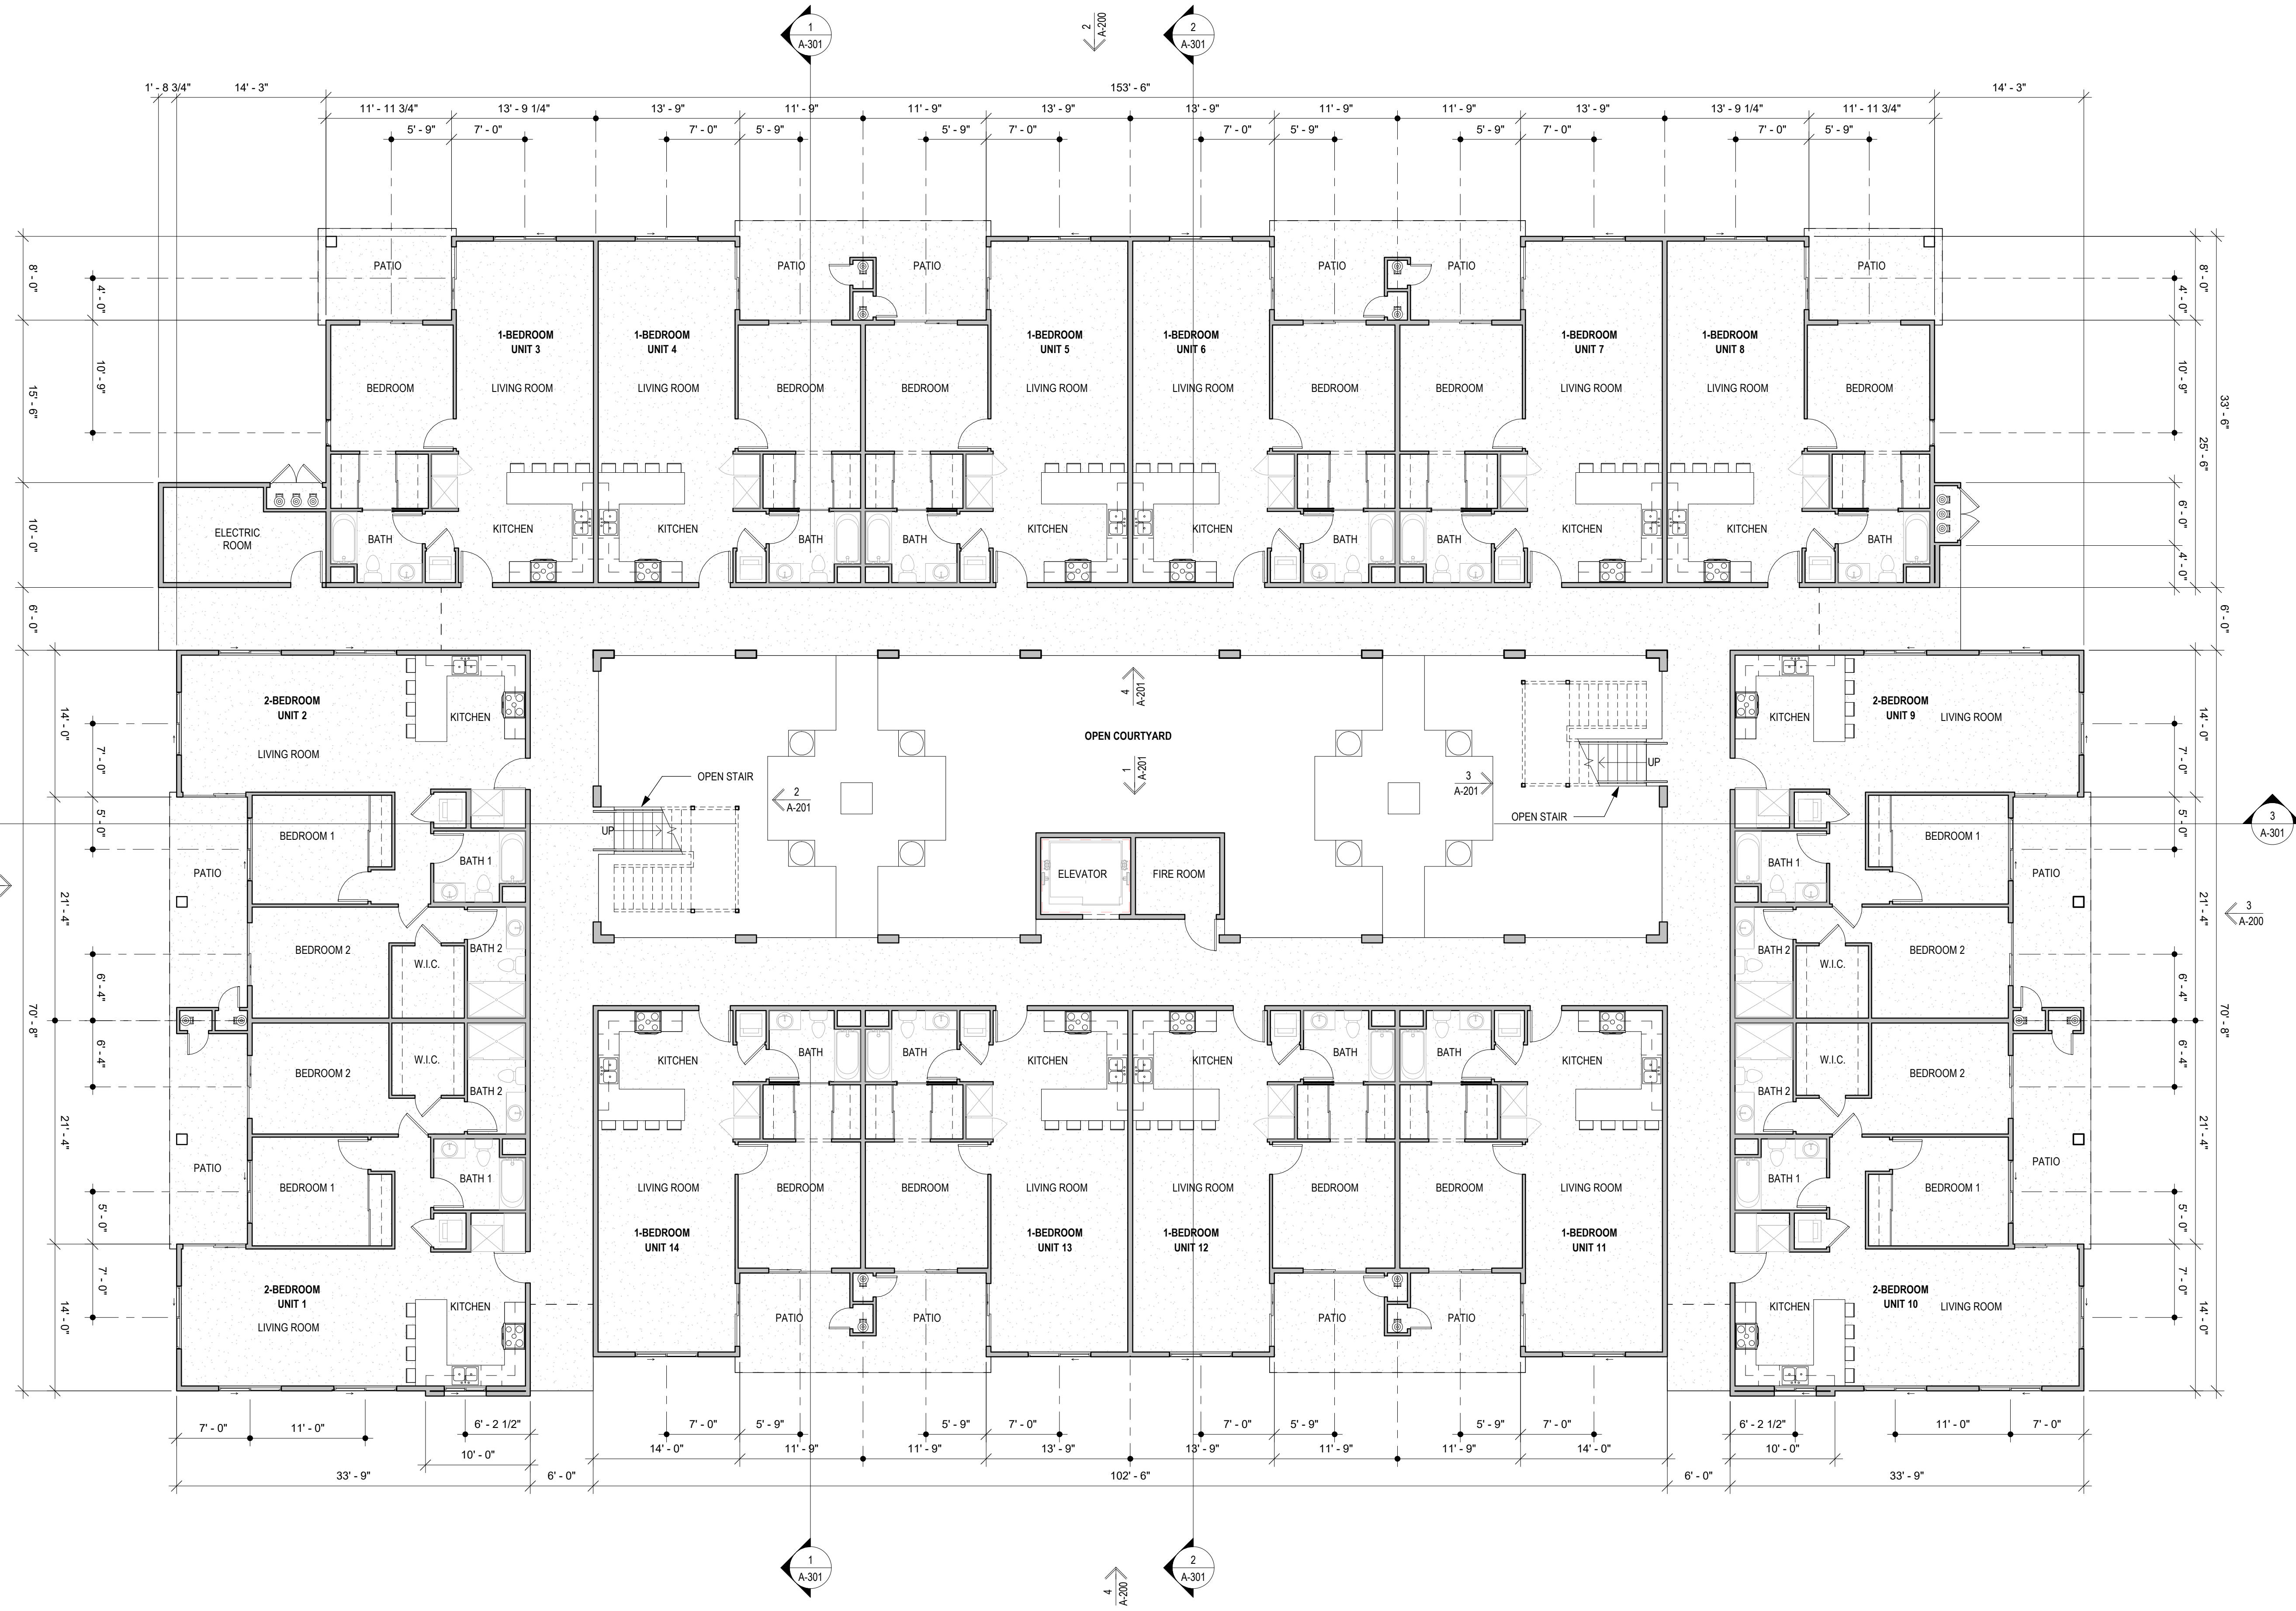 1
A-301
2
A-200
2
A-301
1' - 8 3/4"
14' - 3"
153' - 6"
14' - 3"
11' - 11 3/4"
13' - 9 1/4"
13' - 9"
11' - 9"
11' - 9"
13' - 9"
13' - 9"
11' - 9"
11' - 9"
13' - 9"
13' - 9 1/4"
11' - 11 3/4"
5' - 9"
7' - 0"
7' - 0"
5' - 9"
5' - 9"
7' - 0"
7' - 0"
5' - 9"
5' - 9"
7' - 0"
7' - 0"
5' - 9"
8' - 0"
4' - 0"
15' - 6"
10' - 9"
10' - 0"
6' - 0"
PATIO
PATIO
PATIO
PATIO
PATIO
PATIO
8' - 0"
4' - 0"
10' - 9"
33' - 6"
25' - 6"
6' - 0"
4' - 0"
6' - 0"
1-BEDROOM
UNIT 3
1-BEDROOM
UNIT 4
1-BEDROOM
UNIT 5
1-BEDROOM
UNIT 6
1-BEDROOM
UNIT 7
1-BEDROOM
UNIT 8
BEDROOM
LIVING ROOM
LIVING ROOM
BEDROOM
BEDROOM
LIVING ROOM
LIVING ROOM
BEDROOM
BEDROOM
LIVING ROOM
LIVING ROOM
BEDROOM
ELECTRIC
ROOM
BATH
KITCHEN
KITCHEN
BATH
BATH
KITCHEN
KITCHEN
BATH
BATH
KITCHEN
KITCHEN
BATH
14' - 0"
7' - 0"
5' - 0"
21' - 4"
6' - 4"
70' - 8"
6' - 4"
21' - 4"
5' - 0"
7' - 0"
14' - 0"
2-BEDROOM
UNIT 2
KITCHEN
LIVING ROOM
BEDROOM 1
BATH 1
PATIO
BEDROOM 2
W.I.C.
BATH 2
BEDROOM 2
W.I.C.
BATH 2
PATIO
BEDROOM 1
BATH 1
2-BEDROOM
UNIT 1
KITCHEN
LIVING ROOM
4
A-201
OPEN COURTYARD
1
A-201
OPEN STAIR
2
A-201
UP
3
A-201
UP
OPEN STAIR
ELEVATOR
FIRE ROOM
KITCHEN
BATH
BATH
KITCHEN
KITCHEN
BATH
BATH
KITCHEN
LIVING ROOM
BEDROOM
BEDROOM
LIVING ROOM
LIVING ROOM
BEDROOM
BEDROOM
LIVING ROOM
1-BEDROOM
UNIT 14
1-BEDROOM
UNIT 13
1-BEDROOM
UNIT 12
1-BEDROOM
UNIT 11
PATIO
PATIO
PATIO
PATIO
2-BEDROOM
UNIT 9
KITCHEN
LIVING ROOM
BATH 1
BEDROOM 1
PATIO
BATH 2
W.I.C.
BEDROOM 2
W.I.C.
BEDROOM 2
BATH 2
BATH 1
BEDROOM 1
PATIO
2-BEDROOM
UNIT 10
KITCHEN
LIVING ROOM
14' - 0"
7' - 0"
5' - 0"
21' - 4"
6' - 4"
70' - 8"
6' - 4"
21' - 4"
5' - 0"
7' - 0"
14' - 0"
3
A-301
3
A-200
7' - 0"
11' - 0"
6' - 2 1/2"
7' - 0"
5' - 9"
5' - 9"
7' - 0"
7' - 0"
5' - 9"
5' - 9"
7' - 0"
6' - 2 1/2"
11' - 0"
7' - 0"
10' - 0"
14' - 0"
11' - 9"
11' - 9"
13' - 9"
13' - 9"
11' - 9"
11' - 9"
14' - 0"
10' - 0"
33' - 9"
6' - 0"
102' - 6"
6' - 0"
33' - 9"
1
A-301
4
A-200
2
A-301